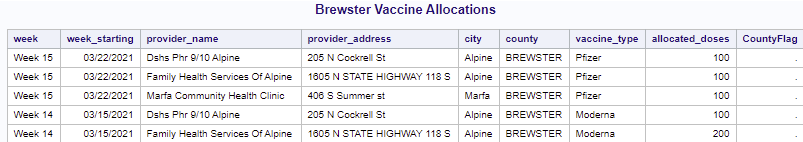 Brewster Vaccine Allocations
week week_starting provider_name provider_address city county vaccine_type allocated_doses CountyFlag
Week 15 03/22/2021 Dshs Phr 9/10 Alpine 205 N Cockrell St Alpine BREWSTER Pfizer 100 .
Week 15 03/22/2021 Family Health Services Of Alpine 1605 N STATE HIGHWAY 118 S Alpine BREWSTER Pfizer 100 .
Week 15 03/22/2021 Marfa Community Health Clinic 406 S Summer st Marfa BREWSTER Pfizer 100 .
Week 14 03/15/2021 Dshs Phr 9/10 Alpine 205 N Cockrell St Alpine BREWSTER Moderna 100 .
Week 14 03/15/2021 Family Health Services Of Alpine 1605 N STATE HIGHWAY 118 S Alpine BREWSTER Moderna 200 .